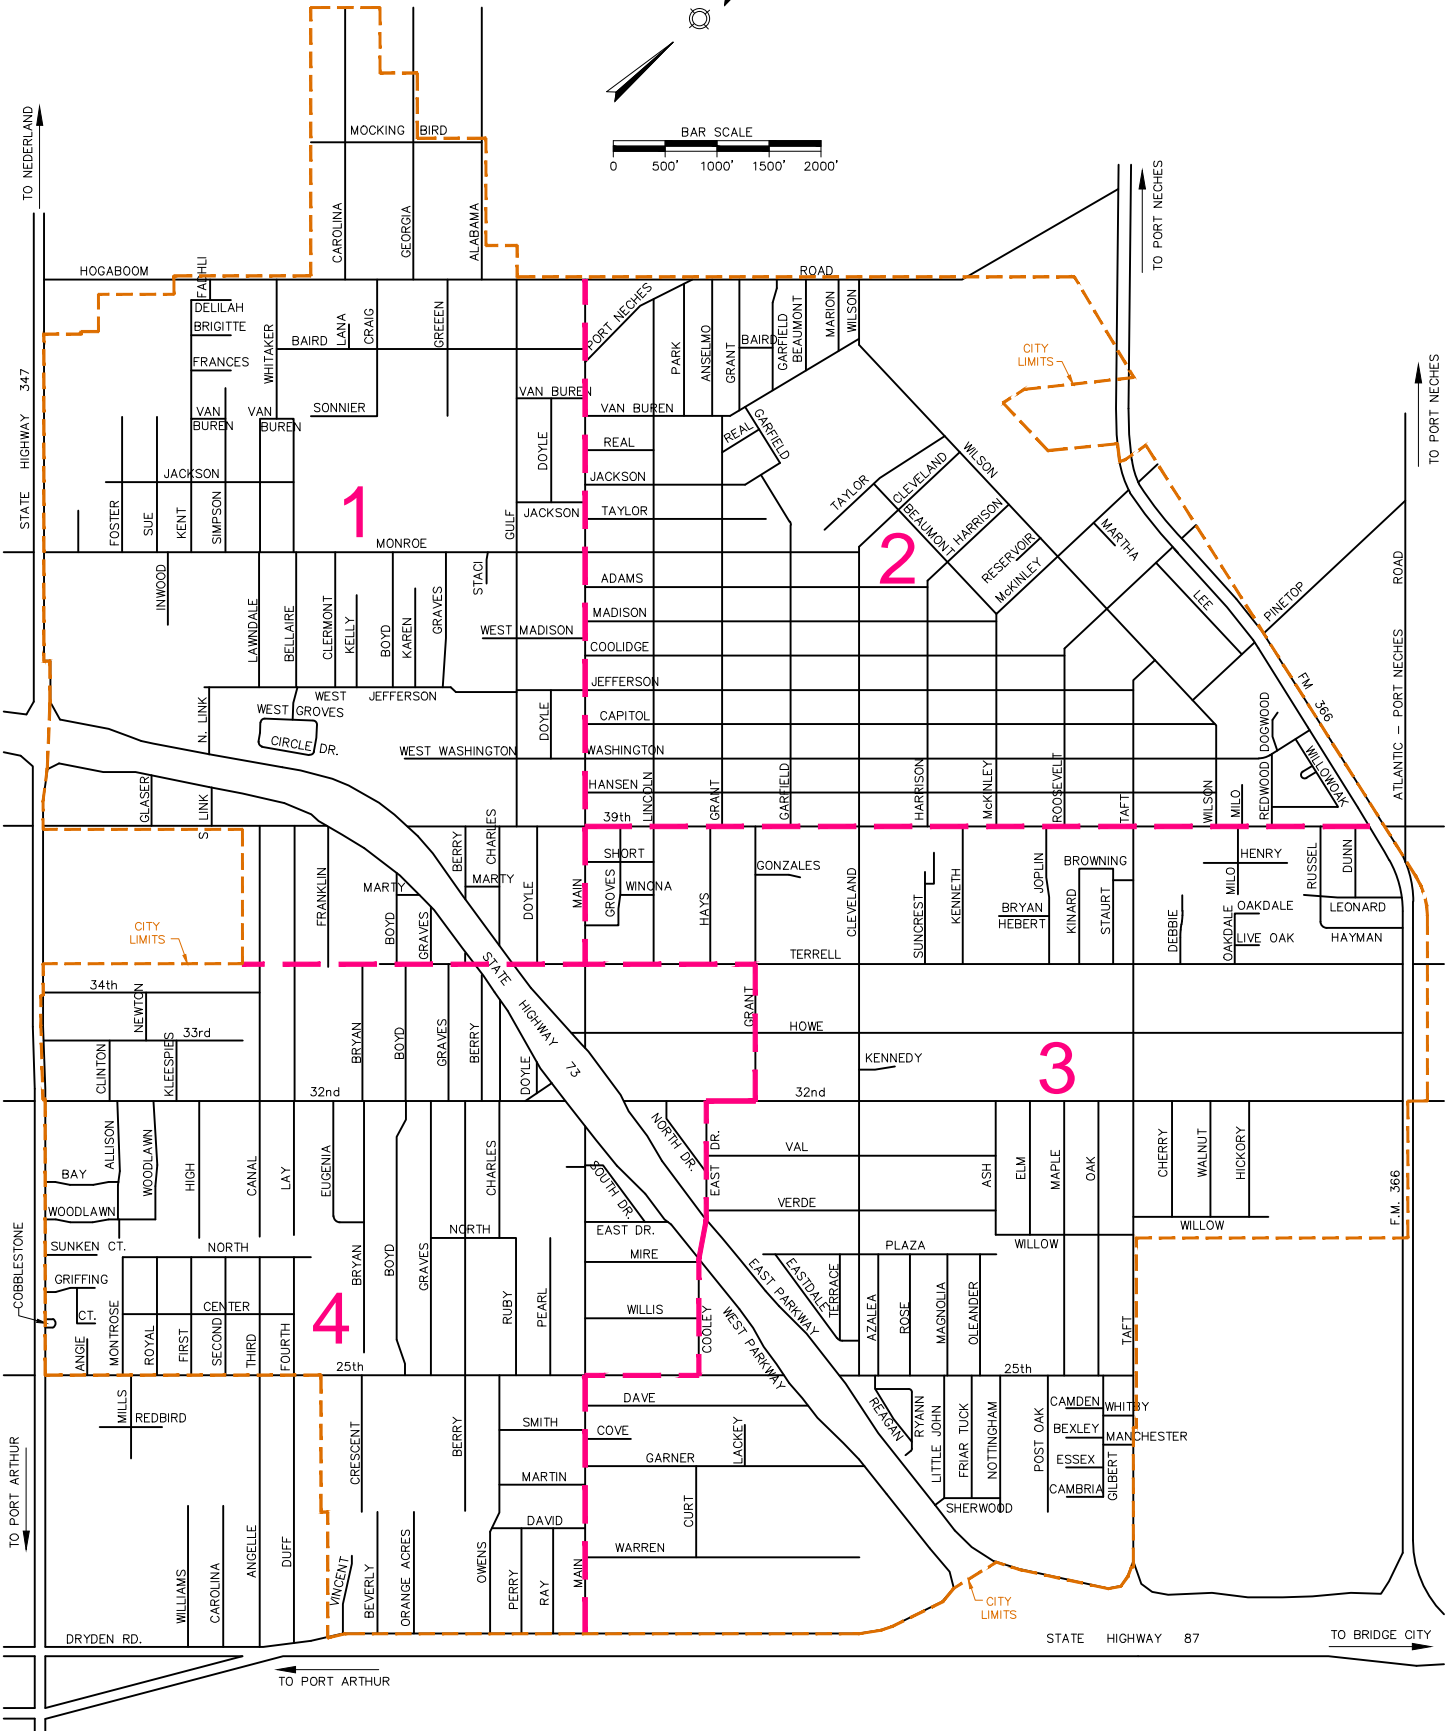 BAR SCALE
0 500' 1000' 1500' 2000'
TO NEDERLAND
TO PORT NECHES
TO PORT NECHES
MOCKING BIRD
CAROLINA
GEORGIA
ALABAMA
HOGABOOM
ROAD
FADHLI
DELILAH
BRIGITTE
FRANCES
WHITAKER
BAIRD
LANA
CRAIG
GREEEN
SONNIER
VAN BUREN
VAN BUREN
VAN BUREN
DOYLE
JACKSON
JACKSON
GULF
STATE HIGHWAY 347
FOSTER
SUE
KENT
SIMPSON
1
MONROE
INWOOD
LAWNDALE
BELLAIRE
CLERMONT
KELLY
BOYD
KAREN
GRAVES
STACI
WEST MADISON
WEST JEFFERSON
N. LINK
WEST GROVES
CIRCLE DR.
WEST WASHINGTON
DOYLE
GLASER
S LINK
PORT NECHES
PARK
ANSELMO
GRANT
BAIRD
GARFIELD
BEAUMONT
MARION
WILSON
CITY
LIMITS
VAN BUREN
REAL
JACKSON
TAYLOR
REAL
GARFIELD
TAYLOR
CLEVELAND
WILSON
BEAUMONT
HARRISON
RESERVOIR
McKINLEY
MARTHA
LEE
PINETOP
2
ADAMS
MADISON
COOLIDGE
JEFFERSON
CAPITOL
WASHINGTON
HANSEN
39th
LINCOLN
GRANT
GARFIELD
HARRISON
McKINLEY
ROOSEVELT
TAFT
WILSON
MILO
REDWOOD
DOGWOOD
WILLOWOAK
FM 366
ATLANTIC – PORT NECHES ROAD
FRANKLIN
MARTY
BOYD
GRAVES
BERRY
CHARLES
MARTY
DOYLE
MAIN
SHORT
GROVES
WINONA
HAYS
GONZALES
CLEVELAND
SUNCREST
KENNETH
JOPLIN
BRYAN
HEBERT
BROWNING
KINARD
STAURT
HENRY
MILO
DEBBIE
OAKDALE
OAKDALE
LIVE OAK
RUSSEL
DUNN
LEONARD
HAYMAN
CITY
LIMITS
TERRELL
34th
NEWTON
33rd
CLINTON
KLEESPIES
BRYAN
BOYD
GRAVES
BERRY
DOYLE
STATE HIGHWAY 73
GRANT
HOWE
KENNEDY
3
32nd
32nd
ALLISON
WOODLAWN
HIGH
CANAL
LAY
EUGENIA
BAY
WOODLAWN
SUNKEN CT.
GRIFFING
CT.
COBBLESTONE
NORTH
CENTER
ANGIE
MONTROSE
ROYAL
FIRST
SECOND
THIRD
FOURTH
4
BRYAN
BOYD
GRAVES
CHARLES
NORTH
RUBY
PEARL
25th
NORTH DR.
SOUTH DR.
EAST DR.
EAST DR.
MIRE
WILLIS
COOLEY
VAL
VERDE
ASH
ELM
MAPLE
OAK
CHERRY
WALNUT
HICKORY
WILLOW
WILLOW
F.M. 366
PLAZA
EASTDALE
TERRACE
AZALEA
ROSE
MAGNOLIA
OLEANDER
TAFT
EAST PARKWAY
WEST PARKWAY
25th
MILLS
REDBIRD
CRESCENT
BERRY
SMITH
MARTIN
DAVID
DAVE
COVE
GARNER
LACKEY
CURT
WARREN
REAGAN
RYANN
LITTLE JOHN
FRIAR TUCK
NOTTINGHAM
SHERWOOD
POST OAK
CAMDEN
BEXLEY
ESSEX
CAMBRIA
WHITBY
MANCHESTER
GILBERT
TO PORT ARTHUR
WILLIAMS
CAROLINA
ANGELLE
DUFF
VINCENT
BEVERLY
ORANGE ACRES
OWENS
PERRY
RAY
MAIN
CITY
LIMITS
DRYDEN RD.
TO PORT ARTHUR
STATE HIGHWAY 87
TO BRIDGE CITY